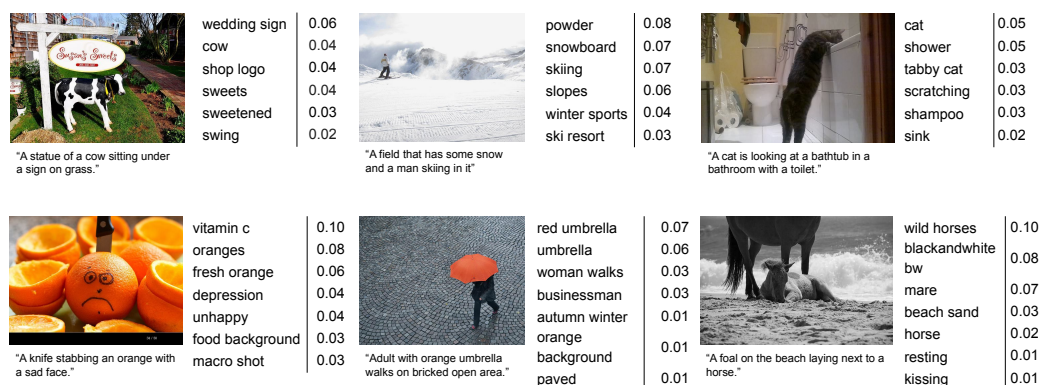 Susan's Sweets
wedding sign 0.06
cow 0.04
shop logo 0.04
sweets 0.04
sweetened 0.03
swing 0.02
"A statue of a cow sitting under
a sign on grass."
powder 0.08
snowboard 0.07
skiing 0.07
slopes 0.06
winter sports 0.04
ski resort 0.03
"A field that has some snow
and a man skiing in it"
cat 0.05
shower 0.05
tabby cat 0.03
scratching 0.03
shampoo 0.03
sink 0.02
"A cat is looking at a bathtub in a
bathroom with a toilet."
vitamin c 0.10
oranges 0.08
fresh orange 0.06
depression 0.04
unhappy 0.04
food background 0.03
macro shot 0.03
"A knife stabbing an orange with
a sad face."
red umbrella 0.07
umbrella 0.06
woman walks 0.03
businessman 0.03
autumn winter 0.01
orange
background 0.01
paved 0.01
"Adult with orange umbrella
walks on bricked open area."
wild horses 0.10
blackandwhite
bw 0.08
mare 0.07
beach sand 0.03
horse 0.02
resting 0.01
kissing 0.01
"A foal on the beach laying next to a
horse."